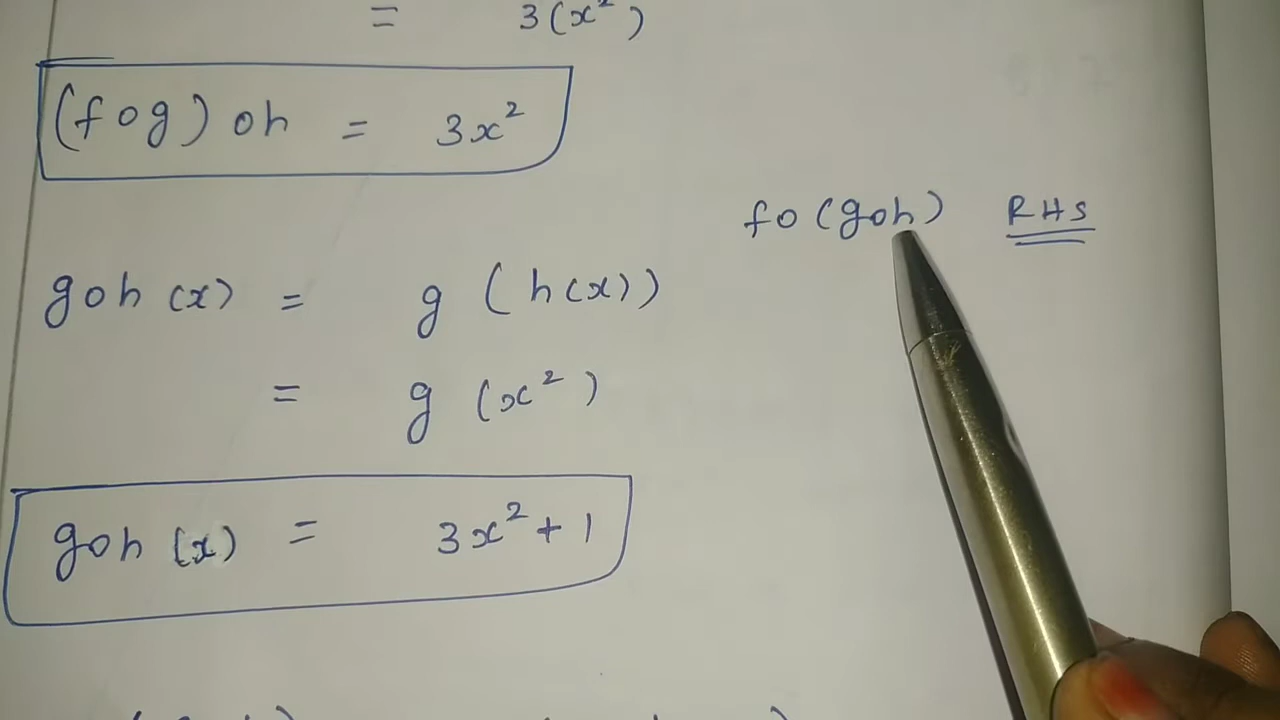 = 3(x²)
(fog) oh = 3x²
fo(goh) RHS
goh (x) = g (h(x))
= g (x²)
goh (x) = 3x² + 1